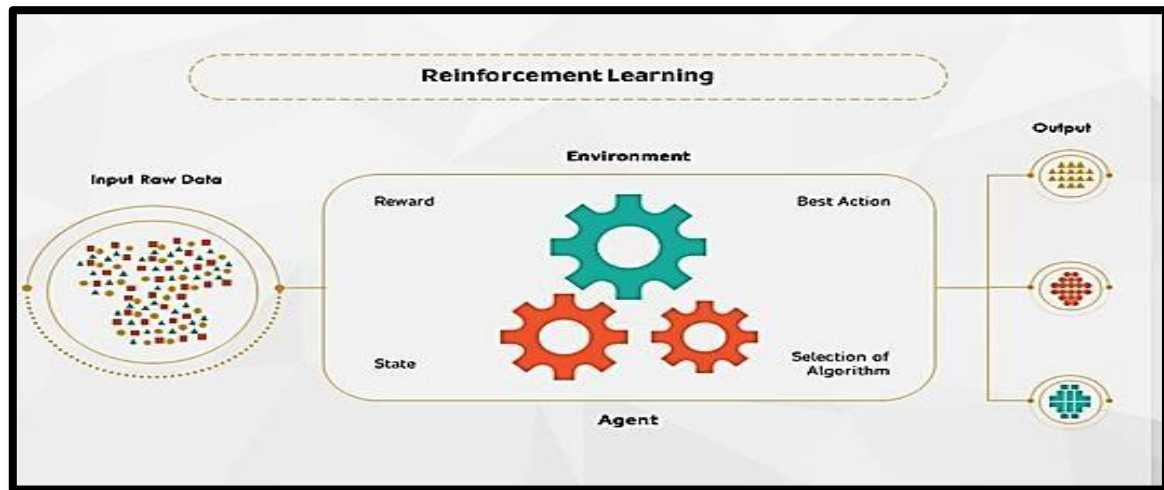 Reinforcement Learning
Output
Environment
Input Raw Data
Reward
Best Action
State
Selection of
Algorithm
Agent